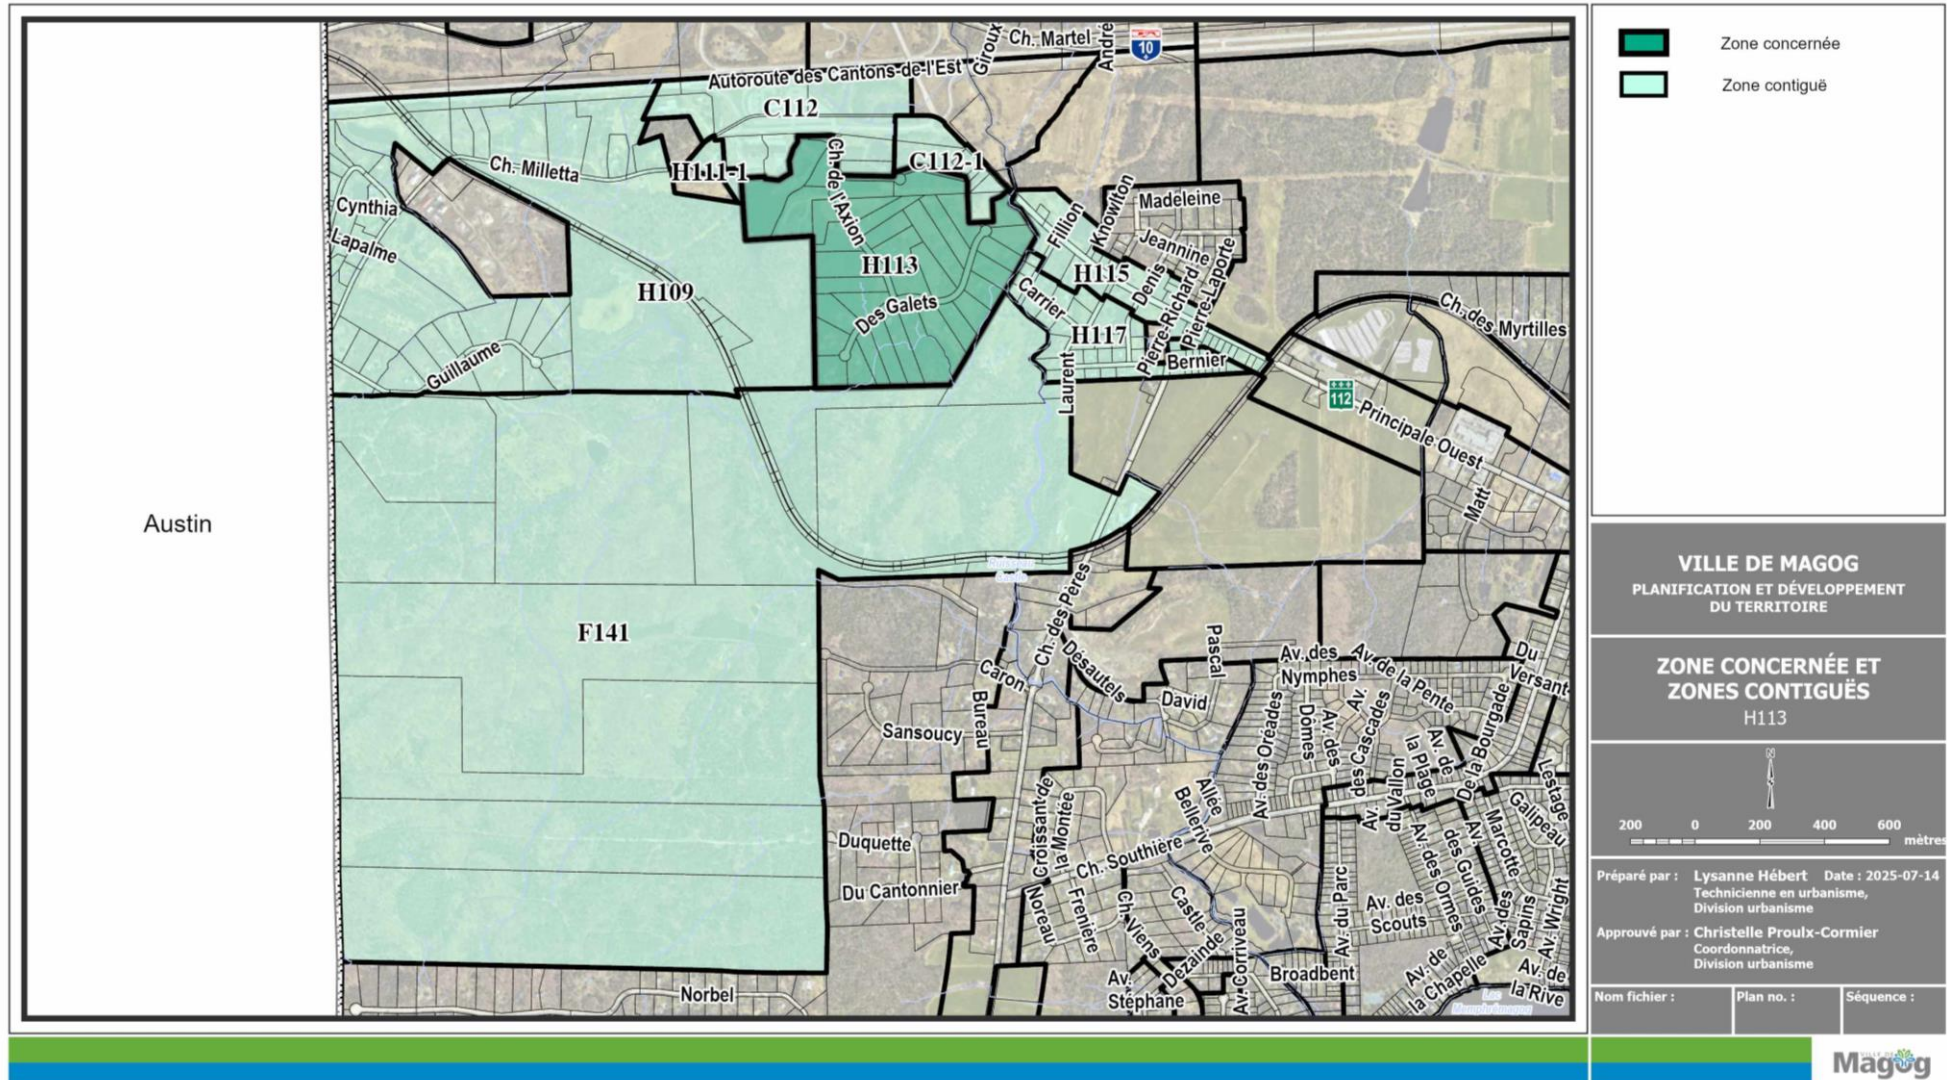 Zone concernée
Zone contiguë
Ch. Martel
Giroux
André
10
Autoroute des Cantons-de-l'Est
C112
H111-1
C112-1
Ch. Milletta
Ch. de l'Axion
Cynthia
Lapalme
Madeleine
Knowlton
Fillion
Jeannine
H113
H115
Denis
Pierre-Richard
Pierre-Laporte
H109
Des Galets
Carrier
H117
Ch. des Myrtilles
Guillaume
Laurent
Bernier
112
Principale Ouest
Matt
Austin
F141
Ch. des Pères
Désautels
Pascal
Av. des
Nymphes
Av. de la Pente
Du
Versant
Caron
Bureau
David
Sansoucy
Av. des Oréades
Av. des
Dômes
Av.
des Cascades
Av. de
la Plage
De la Bourgade
Av.
du Vallon
Lestage
Galipeau
Marcotte
Allée
Bellerive
Croissant de
la Montée
Duquette
Ch. Southière
Du Cantonnier
Noreau
Frenière
Ch. Viens
Castle
Dezainde
Av. Corriveau
Av. du Parc
Av. des
Scouts
Av. des Ormes
Av.
des Guides
Av. des
Sapins
Av. Wright
Av. de
la Chapelle
Av. de
la Rive
Broadbent
Av.
Stéphane
Norbel
VILLE DE MAGOG
PLANIFICATION ET DÉVELOPPEMENT
DU TERRITOIRE
ZONE CONCERNÉE ET
ZONES CONTIGUËS
H113
N
200 0 200 400 600
mètres
Préparé par : Lysanne Hébert Date : 2025-07-14
Technicienne en urbanisme,
Division urbanisme
Approuvé par : Christelle Proulx-Cormier
Coordonnatrice,
Division urbanisme
Nom fichier : Plan no. : Séquence :
Magog